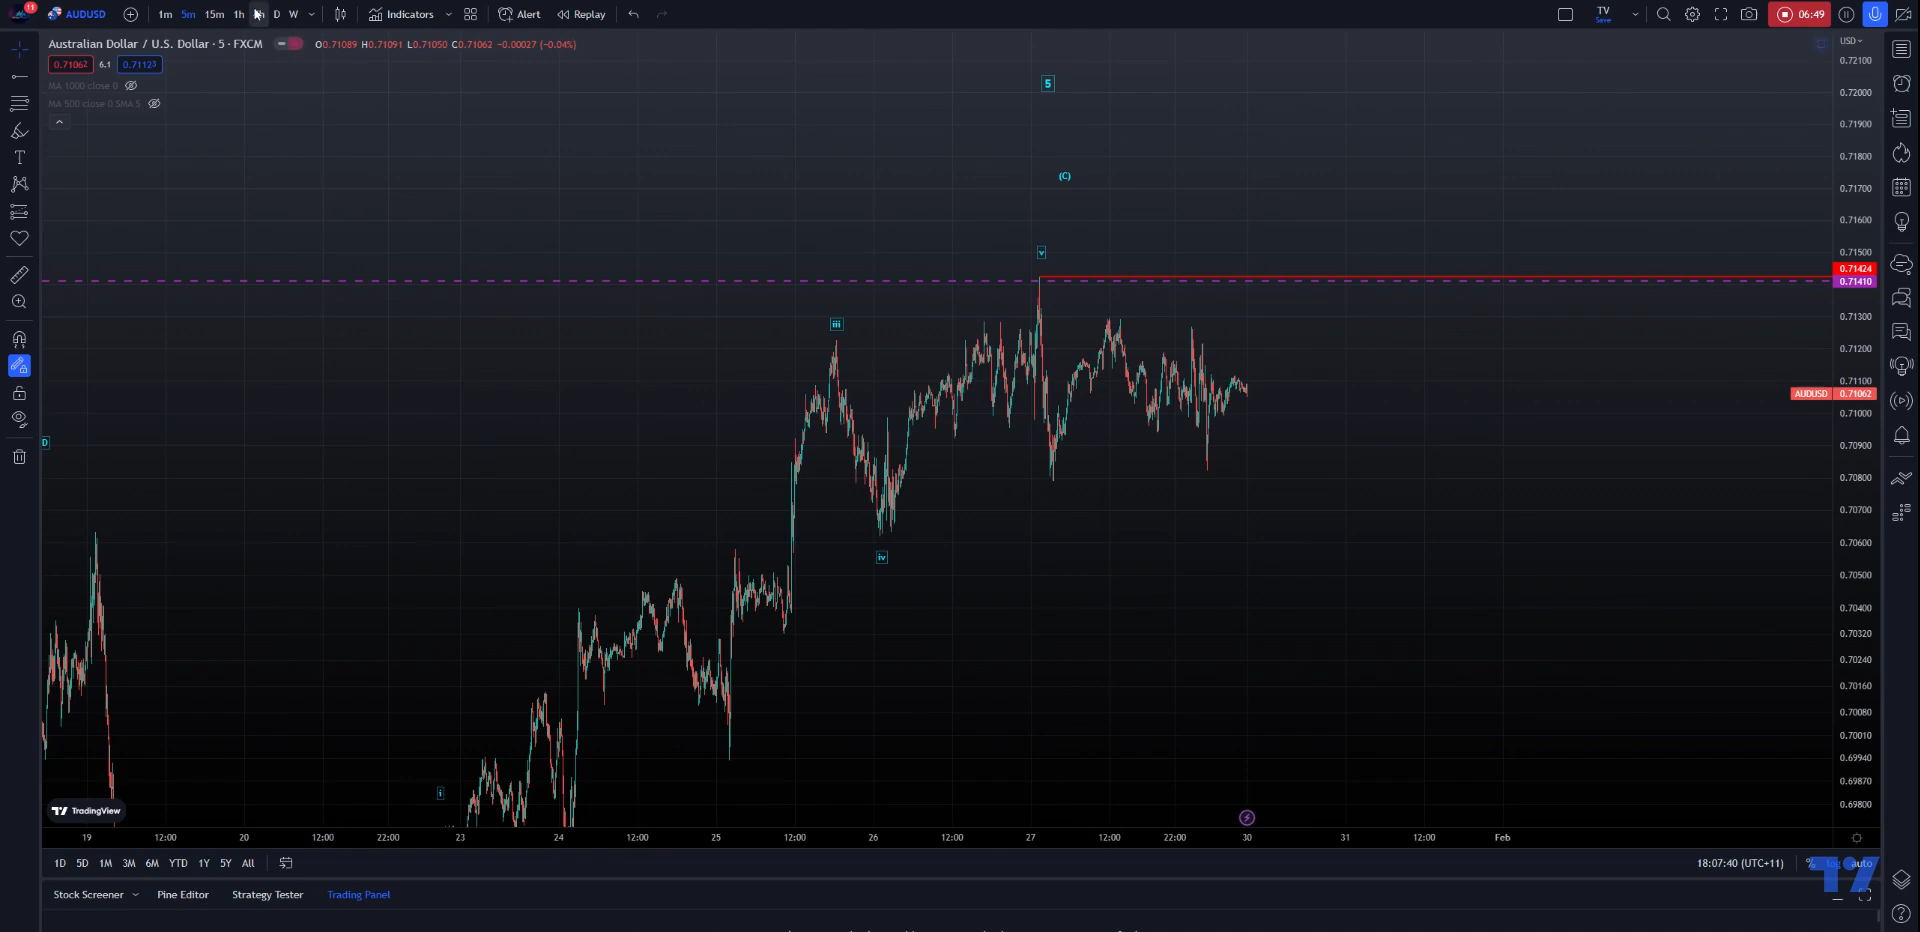 11
AUDUSD
1m 5m 15m 1h D W
Indicators
Alert
Replay
TV
Save
06:49
Australian Dollar / U.S. Dollar · 5 · FXCM
O0.71089 H0.71091 L0.71050 C0.71062 −0.00027 (−0.04%)
0.71062 6.1 0.71123
MA 1000 close 0
MA 500 close 0 SMA 5
USD
0.72100
0.72000
0.71900
0.71800
0.71700
0.71600
0.71500
0.71424
0.71410
0.71300
0.71200
0.71100
AUDUSD 0.71062
0.71000
0.70900
0.70800
0.70700
0.70600
0.70500
0.70400
0.70320
0.70240
0.70160
0.70080
0.70010
0.69940
0.69870
0.69800
5
(C)
v
iii
iv
D
i
TradingView
19 12:00 20 12:00 22:00 23 24 12:00 25 12:00 26 12:00 27 12:00 22:00 30 31 12:00 Feb
1D 5D 1M 3M 6M YTD 1Y 5Y All
18:07:40 (UTC+11)
% log auto
Stock Screener Pine Editor Strategy Tester Trading Panel